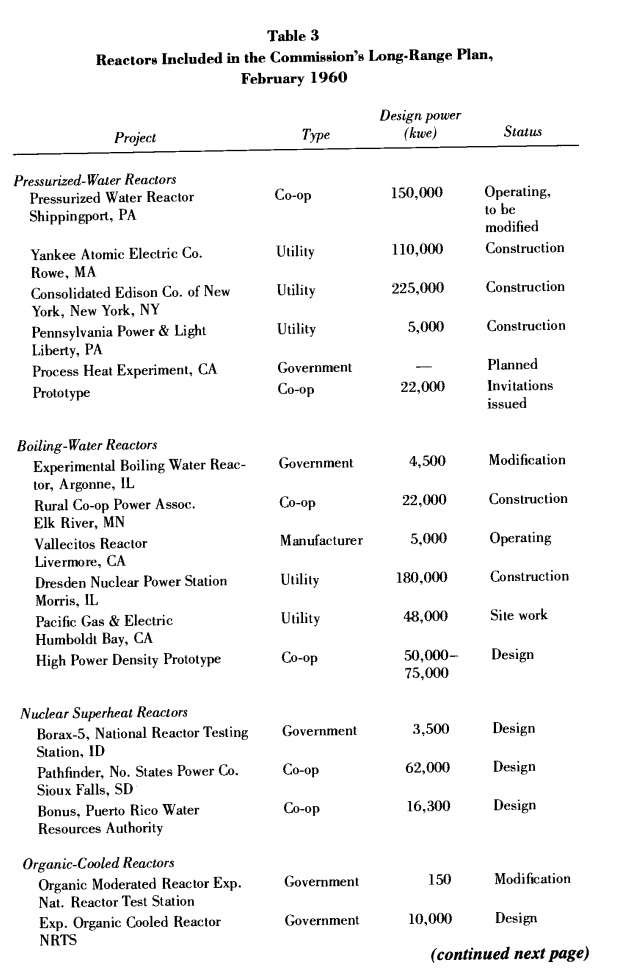 Table 3
Reactors Included in the Commission's Long-Range Plan,
February 1960
Design power
Project Type (kwe) Status
Pressurized-Water Reactors
Pressurized Water Reactor Co-op 150,000 Operating,
Shippingport, PA to be
modified
Yankee Atomic Electric Co. Utility 110,000 Construction
Rowe, MA
Consolidated Edison Co. of New Utility 225,000 Construction
York, New York, NY
Pennsylvania Power & Light Utility 5,000 Construction
Liberty, PA
Process Heat Experiment, CA Government — Planned
Prototype Co-op 22,000 Invitations
issued
Boiling-Water Reactors
Experimental Boiling Water Reac- Government 4,500 Modification
tor, Argonne, IL
Rural Co-op Power Assoc. Co-op 22,000 Construction
Elk River, MN
Vallecitos Reactor Manufacturer 5,000 Operating
Livermore, CA
Dresden Nuclear Power Station Utility 180,000 Construction
Morris, IL
Pacific Gas & Electric Utility 48,000 Site work
Humboldt Bay, CA
High Power Density Prototype Co-op 50,000– Design
75,000
Nuclear Superheat Reactors
Borax-5, National Reactor Testing Government 3,500 Design
Station, ID
Pathfinder, No. States Power Co. Co-op 62,000 Design
Sioux Falls, SD
Bonus, Puerto Rico Water Co-op 16,300 Design
Resources Authority
Organic-Cooled Reactors
Organic Moderated Reactor Exp. Government 150 Modification
Nat. Reactor Test Station
Exp. Organic Cooled Reactor Government 10,000 Design
NRTS
(continued next page)